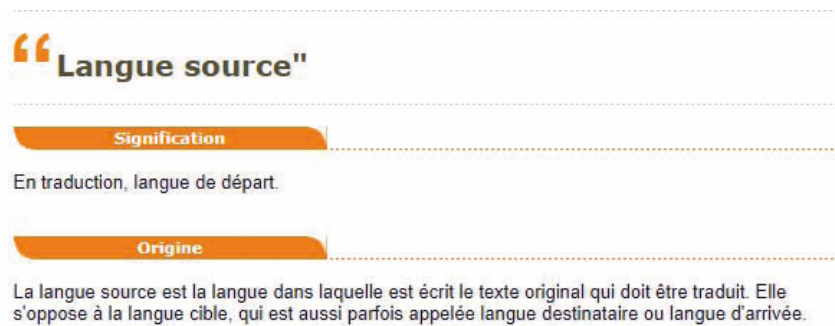 “Langue source"
Signification
En traduction, langue de départ.
Origine
La langue source est la langue dans laquelle est écrit le texte original qui doit être traduit. Elle
s'oppose à la langue cible, qui est aussi parfois appelée langue destinataire ou langue d'arrivée.